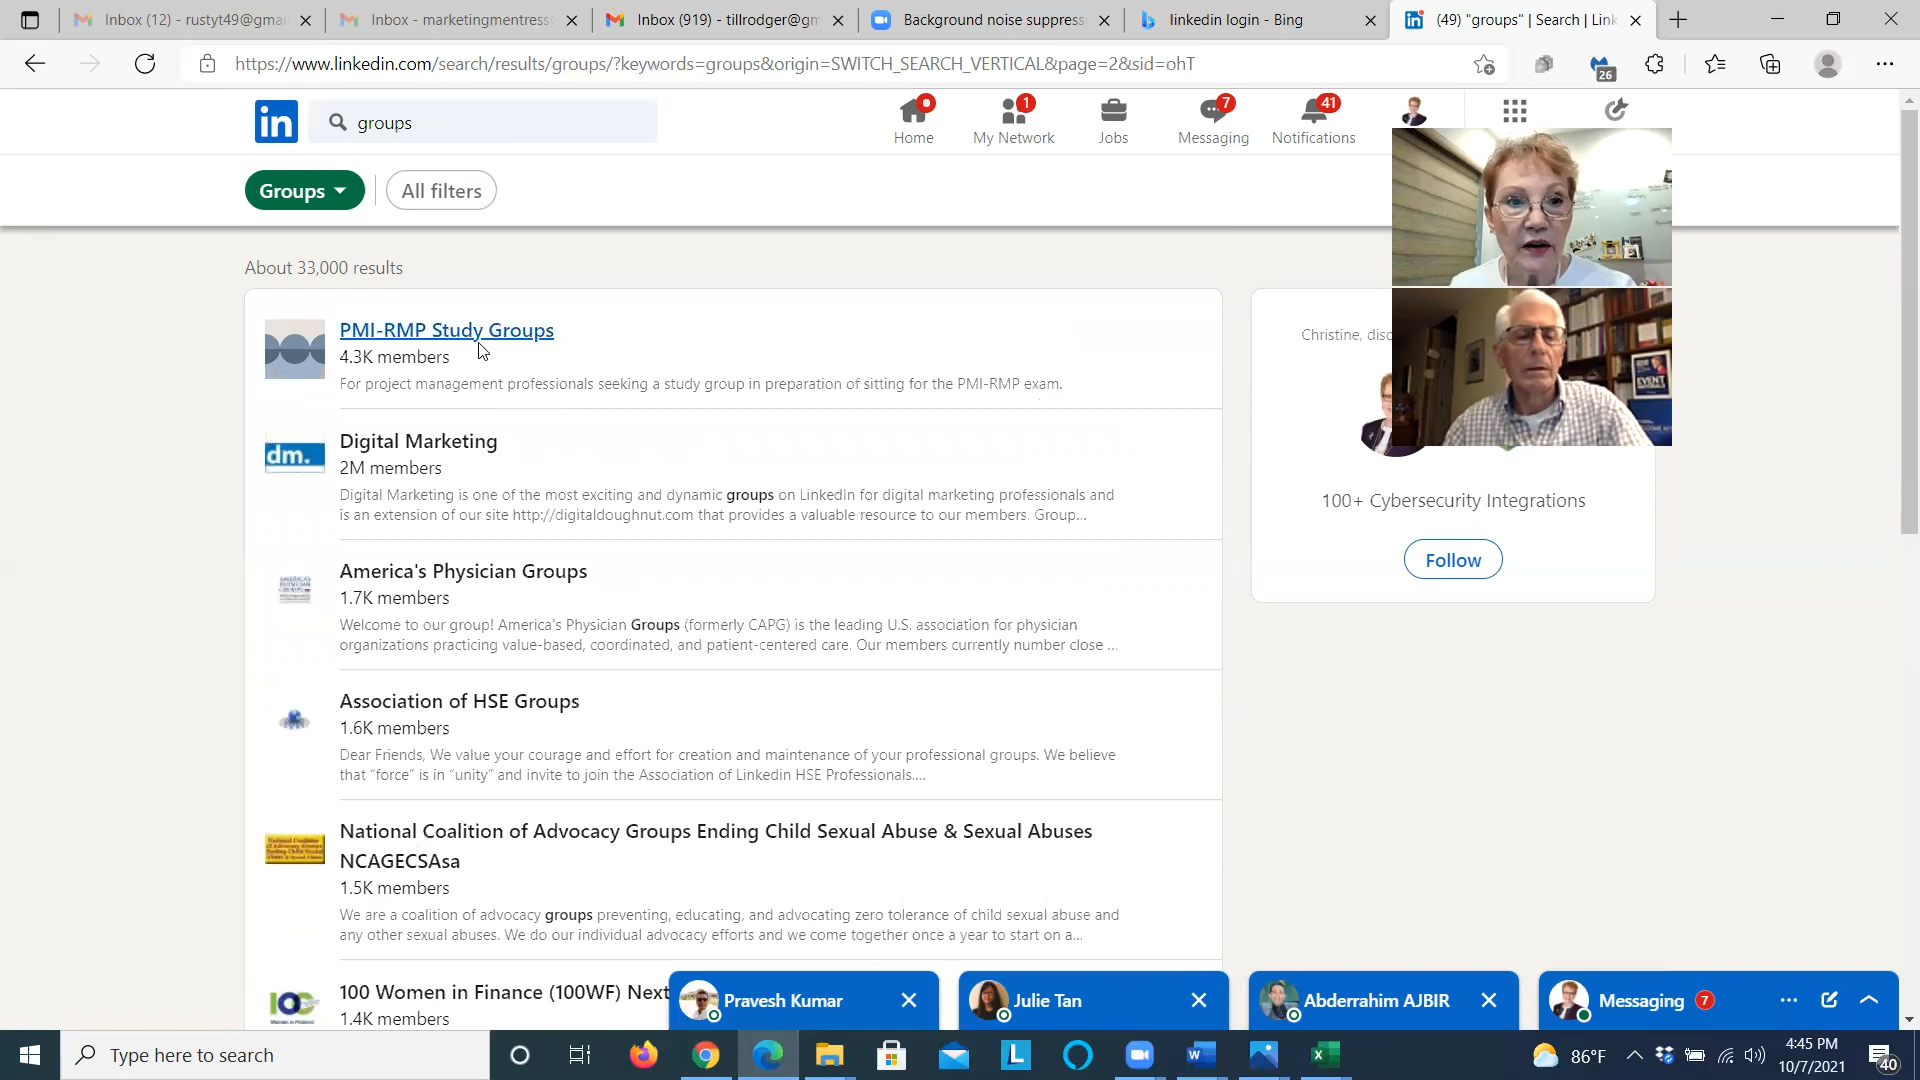 Inbox (12) - rustyt49@gmai
Inbox - marketingmentress
Inbox (919) - tillrodger@gm
Background noise suppress
linkedin login - Bing
(49) "groups" | Search | Link
https://www.linkedin.com/search/results/groups/?keywords=groups&origin=SWITCH_SEARCH_VERTICAL&page=2&sid=ohT
26
in
groups
1
7
41
Home
My Network
Jobs
Messaging
Notifications
Groups
All filters
About 33,000 results
PMI-RMP Study Groups
4.3K members
For project management professionals seeking a study group in preparation of sitting for the PMI-RMP exam.
dm.
Digital Marketing
2M members
Digital Marketing is one of the most exciting and dynamic groups on LinkedIn for digital marketing professionals and
is an extension of our site http://digitaldoughnut.com that provides a valuable resource to our members. Group...
America's Physician Groups
1.7K members
Welcome to our group! America's Physician Groups (formerly CAPG) is the leading U.S. association for physician
organizations practicing value-based, coordinated, and patient-centered care. Our members currently number close ...
Association of HSE Groups
1.6K members
Dear Friends, We value your courage and effort for creation and maintenance of your professional groups. We believe
that “force” is in “unity” and invite to join the Association of Linkedin HSE Professionals....
National Coalition of Advocacy Groups Ending Child Sexual Abuse & Sexual Abuses
NCAGECSAsa
1.5K members
We are a coalition of advocacy groups preventing, educating, and advocating zero tolerance of child sexual abuse and
any other sexual abuses. We do our individual advocacy efforts and we come together once a year to start on a...
100 Women in Finance (100WF) Next
1.4K members
Christine, disc
EVENT
100+ Cybersecurity Integrations
Follow
Pravesh Kumar
Julie Tan
Abderrahim AJBIR
Messaging 7
Type here to search
86°F
4:45 PM
10/7/2021
40